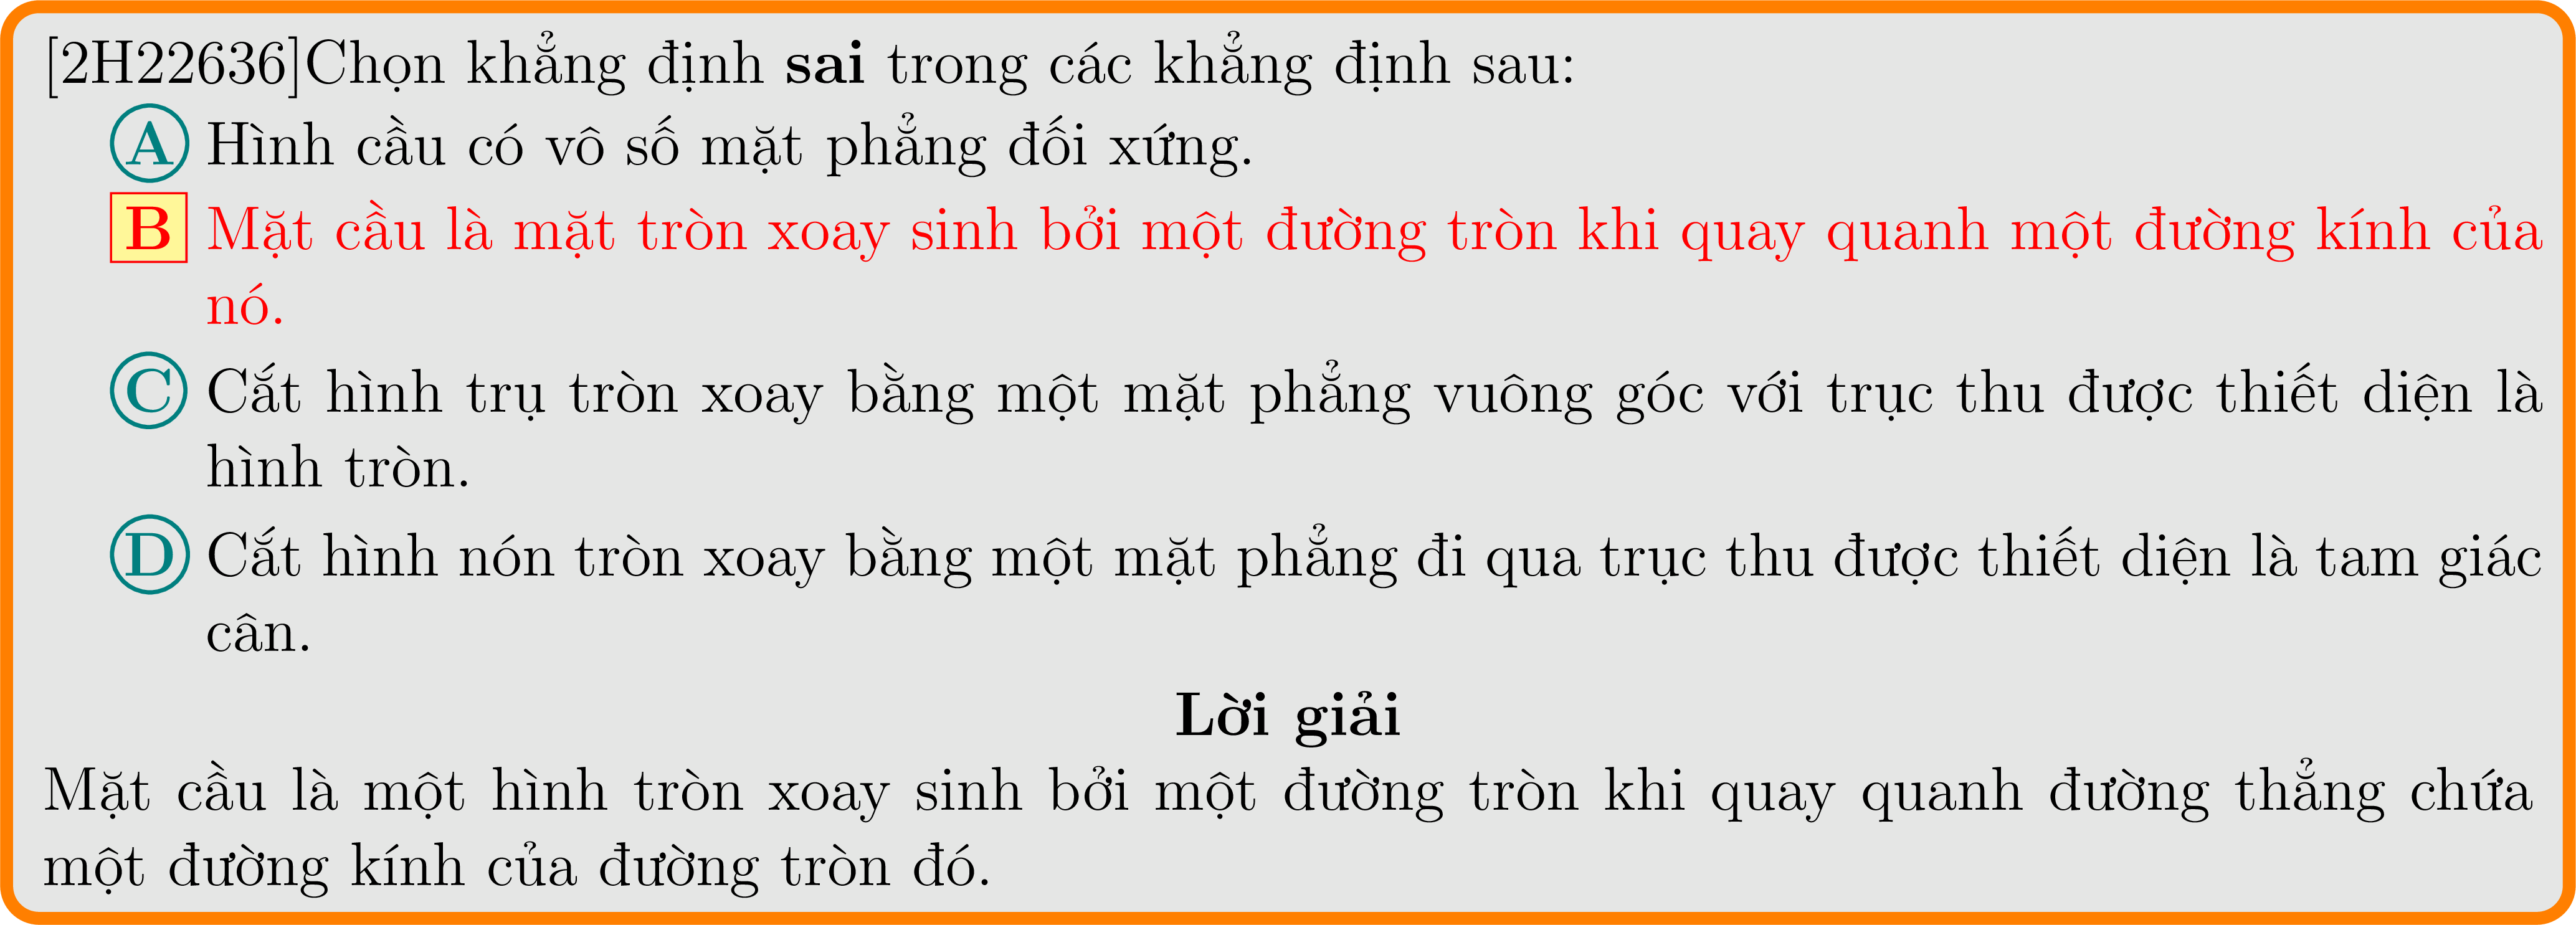 [2H22636]Chọn khẳng định sai trong các khẳng định sau:
A Hình cầu có vô số mặt phẳng đối xứng.
B Mặt cầu là mặt tròn xoay sinh bởi một đường tròn khi quay quanh một đường kính của
nó.
C Cắt hình trụ tròn xoay bằng một mặt phẳng vuông góc với trục thu được thiết diện là
hình tròn.
D Cắt hình nón tròn xoay bằng một mặt phẳng đi qua trục thu được thiết diện là tam giác
cân.
Lời giải
Mặt cầu là một hình tròn xoay sinh bởi một đường tròn khi quay quanh đường thẳng chứa
một đường kính của đường tròn đó.